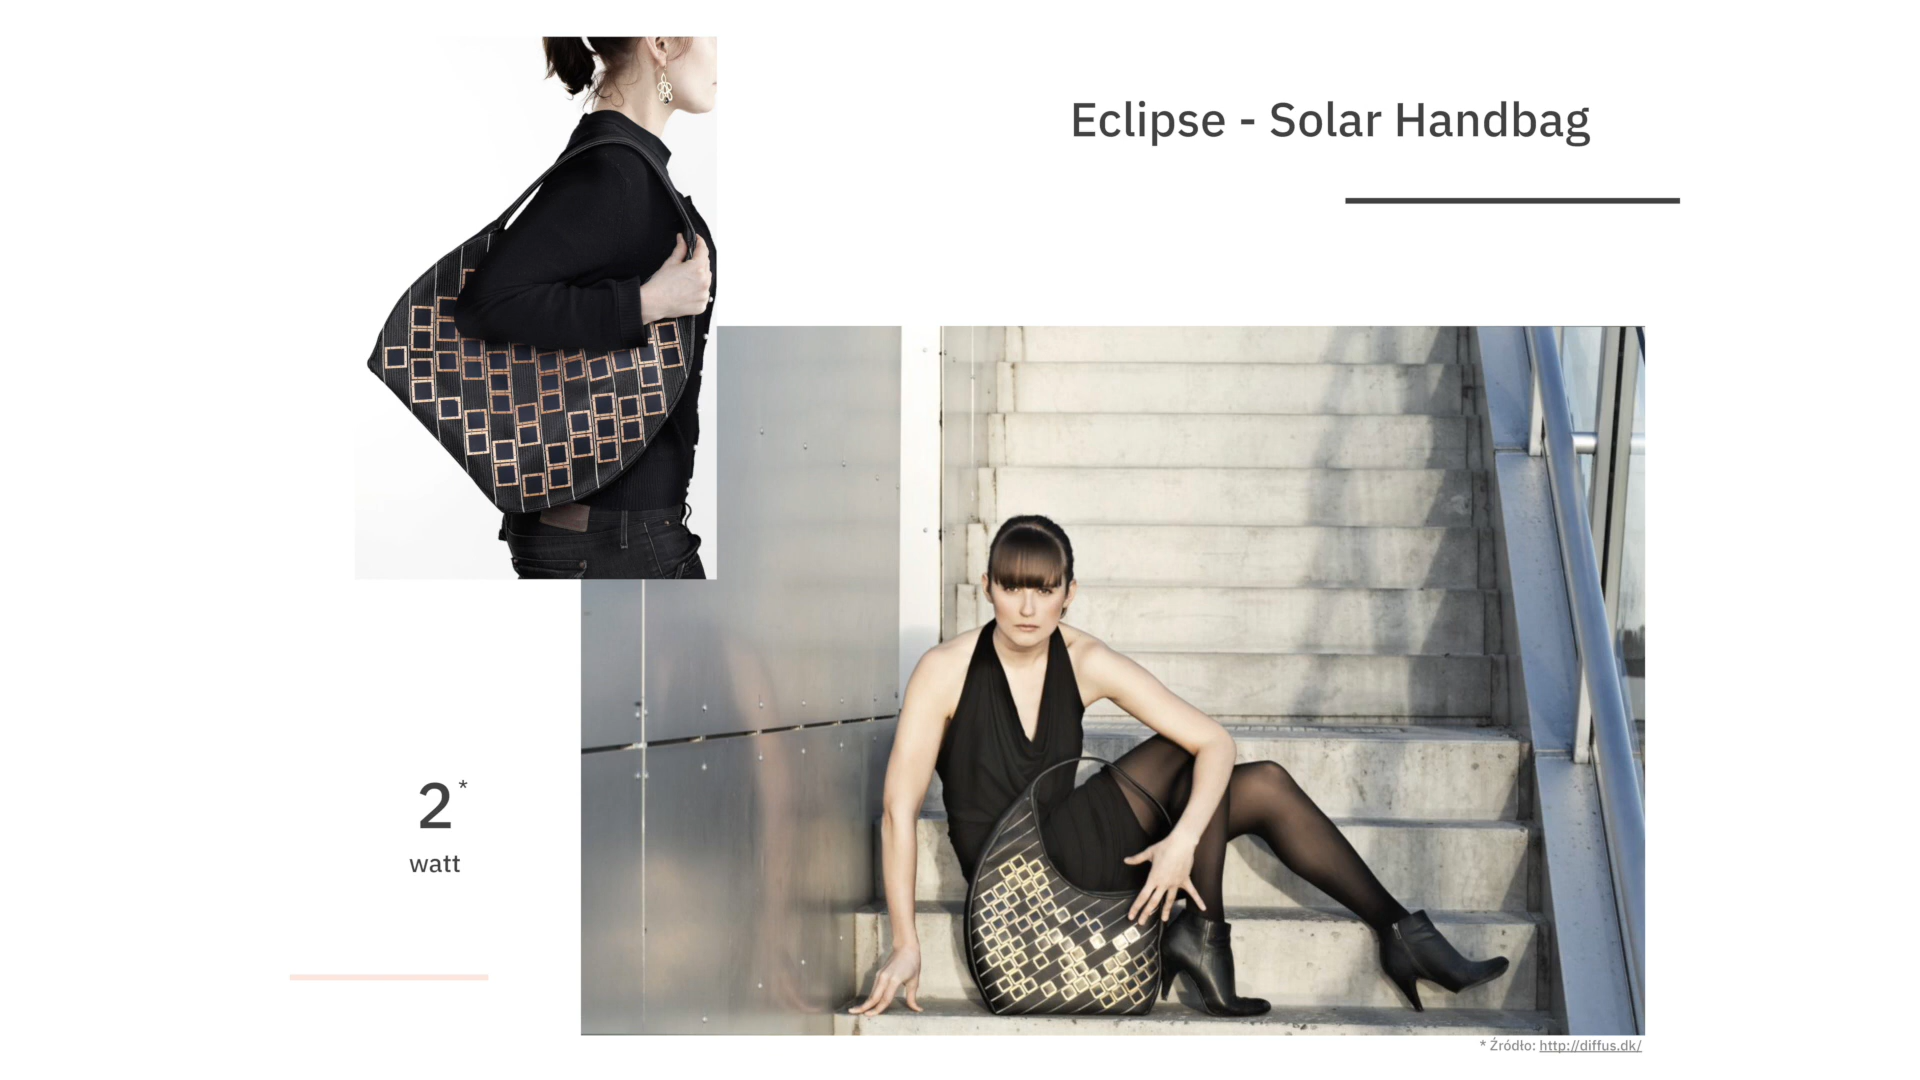 Eclipse - Solar Handbag
2*
watt
* Źródło: http://diffus.dk/